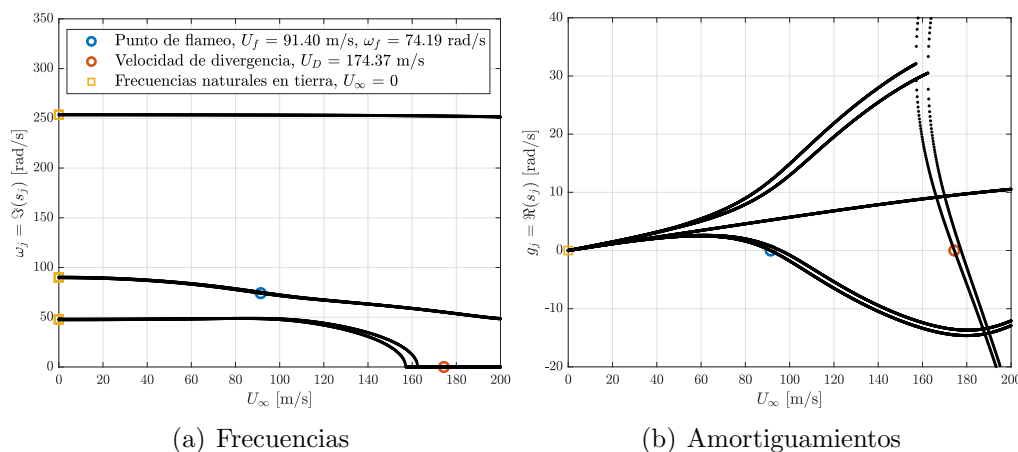 350
300
250
200
150
100
50
0
ω_j = ℑ(s_j) [rad/s]
Punto de flameo, U_f = 91.40 m/s, ω_f = 74.19 rad/s
Velocidad de divergencia, U_D = 174.37 m/s
Frecuencias naturales en tierra, U_∞ = 0
0 20 40 60 80 100 120 140 160 180 200
U_∞ [m/s]
(a) Frecuencias
40
30
20
10
0
-10
-20
g_j = ℜ(s_j) [rad/s]
0 20 40 60 80 100 120 140 160 180 200
U_∞ [m/s]
(b) Amortiguamientos